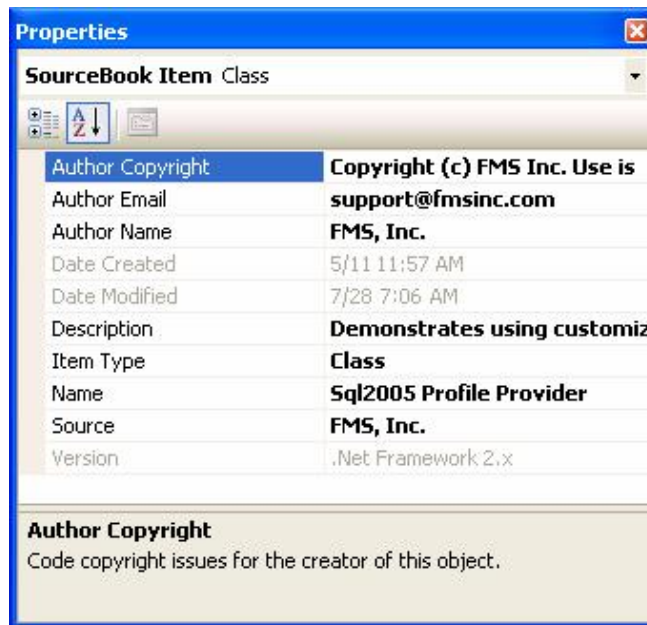 Properties
SourceBook Item Class
Author Copyright Copyright (c) FMS Inc. Use is
Author Email support@fmsinc.com
Author Name FMS, Inc.
Date Created 5/11 11:57 AM
Date Modified 7/28 7:06 AM
Description Demonstrates using customiz
Item Type Class
Name Sql2005 Profile Provider
Source FMS, Inc.
Version .Net Framework 2.x
Author Copyright
Code copyright issues for the creator of this object.